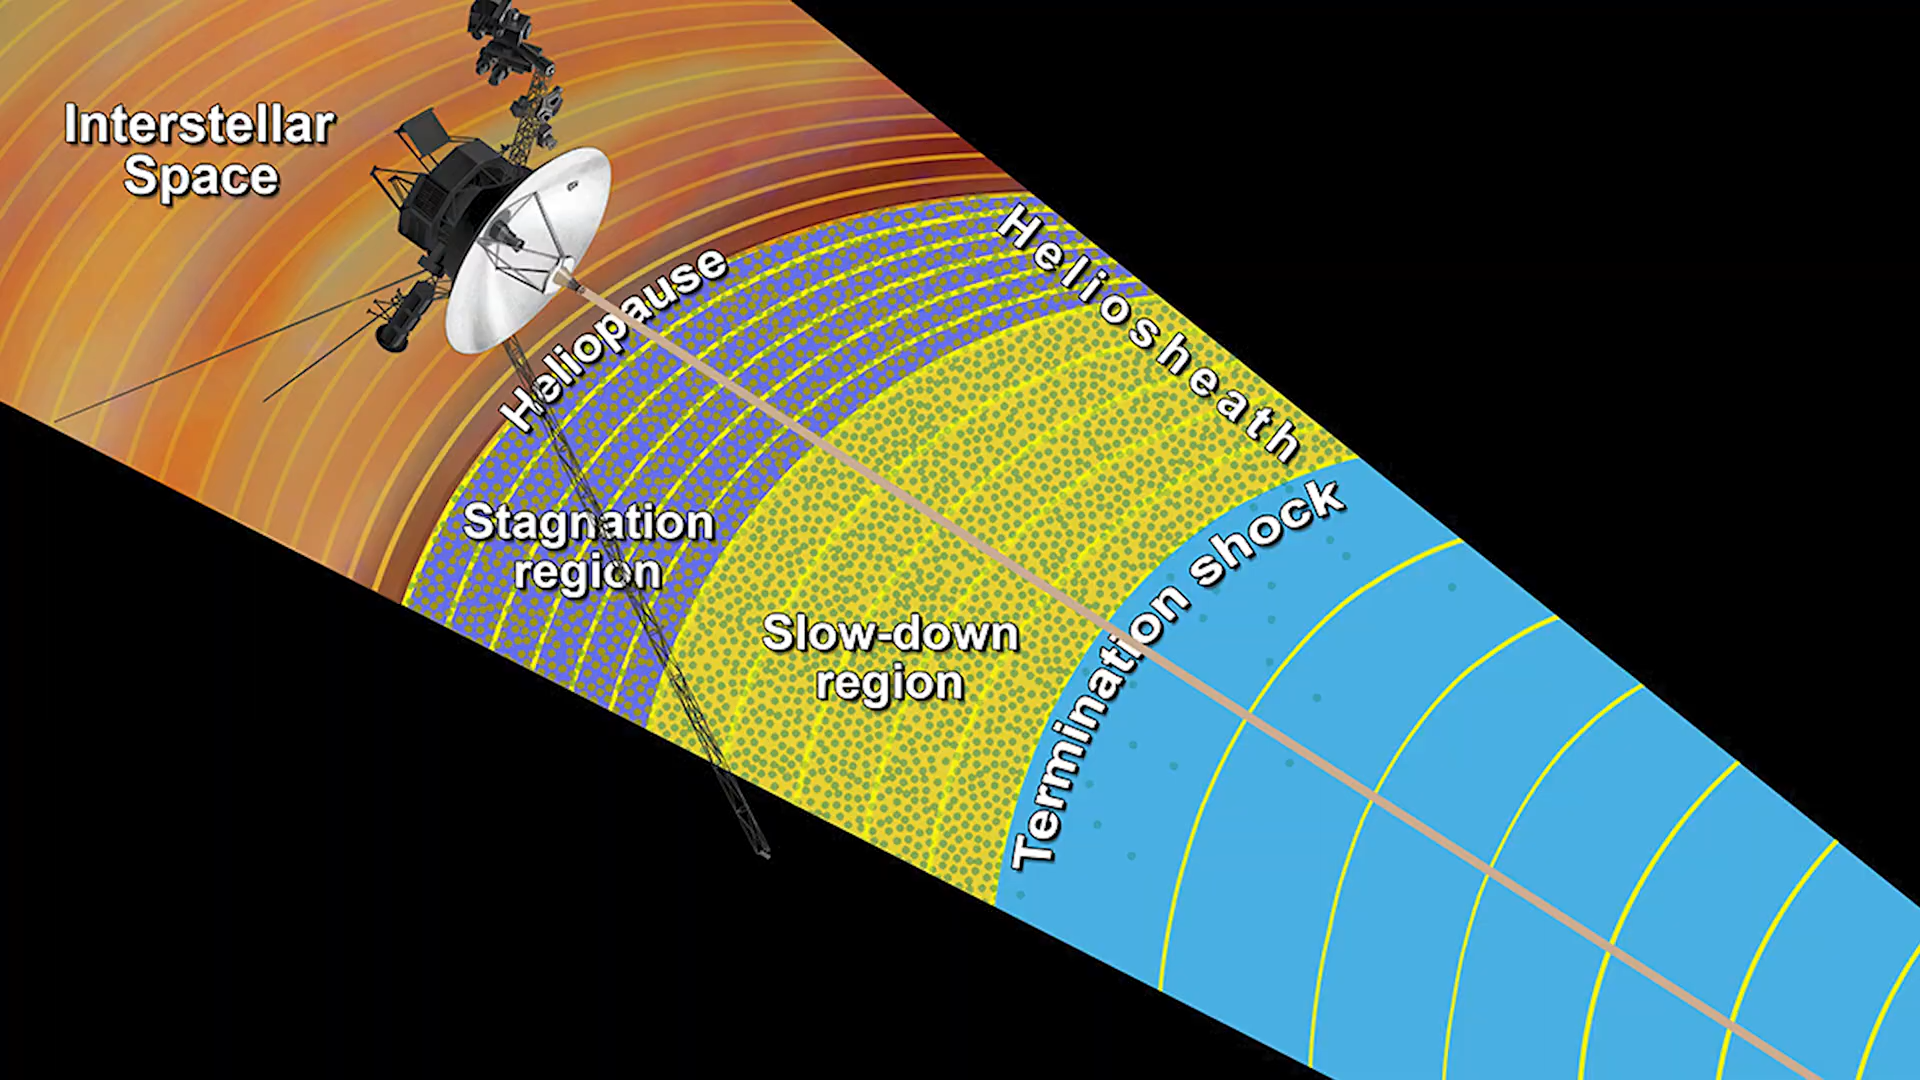 Interstellar
Space
Heliopause
Heliosheath
Stagnation
region
Slow-down
region
Termination shock